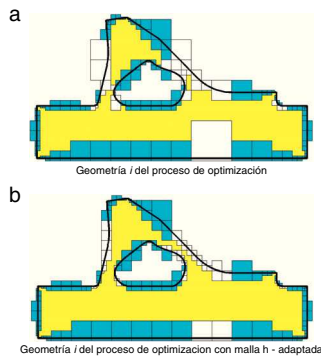 a
Geometría i del proceso de optimización
b
Geometría i del proceso de optimizacion con malla h - adaptada